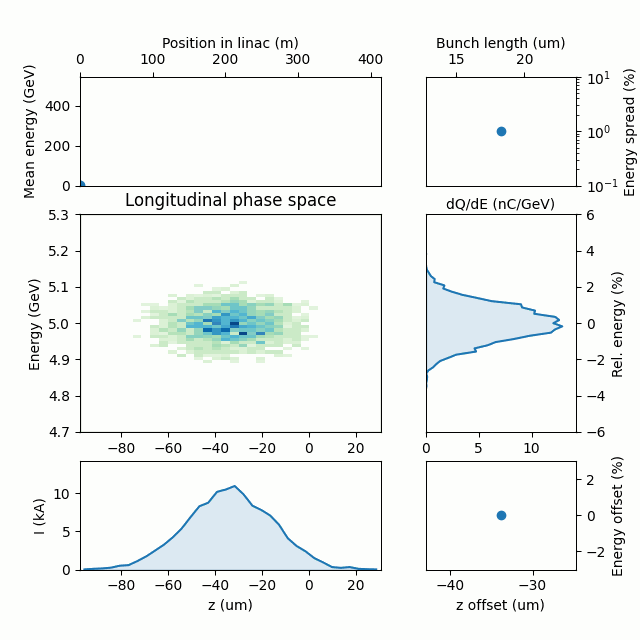 Position in linac (m)
0 100 200 300 400
Mean energy (GeV)
400
200
0
Bunch length (um)
15 20
Energy spread (%)
10¹
10⁰
10⁻¹
Longitudinal phase space
Energy (GeV)
5.3
5.2
5.1
5.0
4.9
4.8
4.7
−80 −60 −40 −20 0 20
dQ/dE (nC/GeV)
Rel. energy (%)
6
4
2
0
−2
−4
−6
0 5 10
I (kA)
10
5
0
−80 −60 −40 −20 0 20
z (um)
Energy offset (%)
2
0
−2
−40 −30
z offset (um)